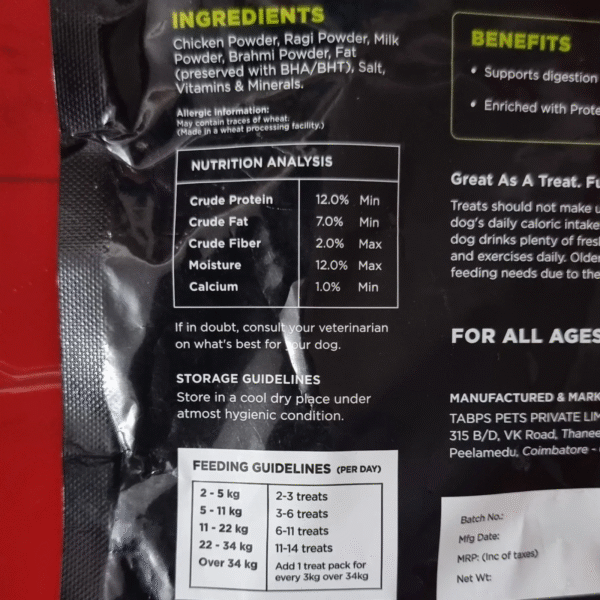 INGREDIENTS
Chicken Powder, Ragi Powder, Milk
Powder, Brahmi Powder, Fat
(preserved with BHA/BHT), Salt,
Vitamins & Minerals.
Allergic Information:
May contain traces of wheat.
(Made in a wheat processing facility.)
NUTRITION ANALYSIS
Crude Protein 12.0% Min
Crude Fat 7.0% Min
Crude Fiber 2.0% Max
Moisture 12.0% Max
Calcium 1.0% Min
If in doubt, consult your veterinarian
on what's best for your dog.
STORAGE GUIDELINES
Store in a cool dry place under
atmost hygienic condition.
FEEDING GUIDELINES (PER DAY)
2 - 5 kg 2-3 treats
5 - 11 kg 3-6 treats
11 - 22 kg 6-11 treats
22 - 34 kg 11-14 treats
Over 34 kg Add 1 treat pack for
every 3kg over 34kg
BENEFITS
• Supports digestion
• Enriched with Prote
Great As A Treat. Fu
Treats should not make u
dog's daily caloric intake
dog drinks plenty of fresh
and exercises daily. Older
feeding needs due to the
FOR ALL AGES
MANUFACTURED & MARK
TABPS PETS PRIVATE LIM
315 B/D, VK Road, Thanee
Peelamedu, Coimbatore -
Batch No.:
Mfg Date:
MRP: (Inc of taxes)
Net Wt: